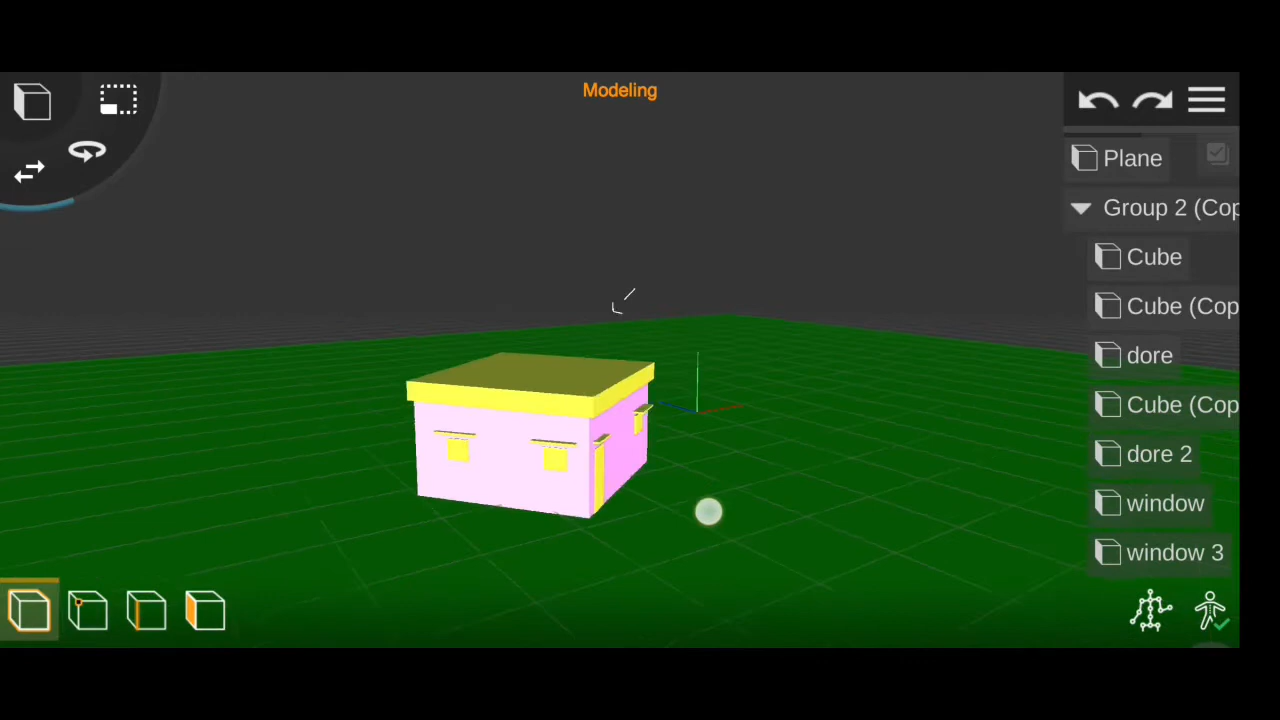 Modeling
Plane
Group 2 (Cop
Cube
Cube (Cop
dore
Cube (Cop
dore 2
window
window 3